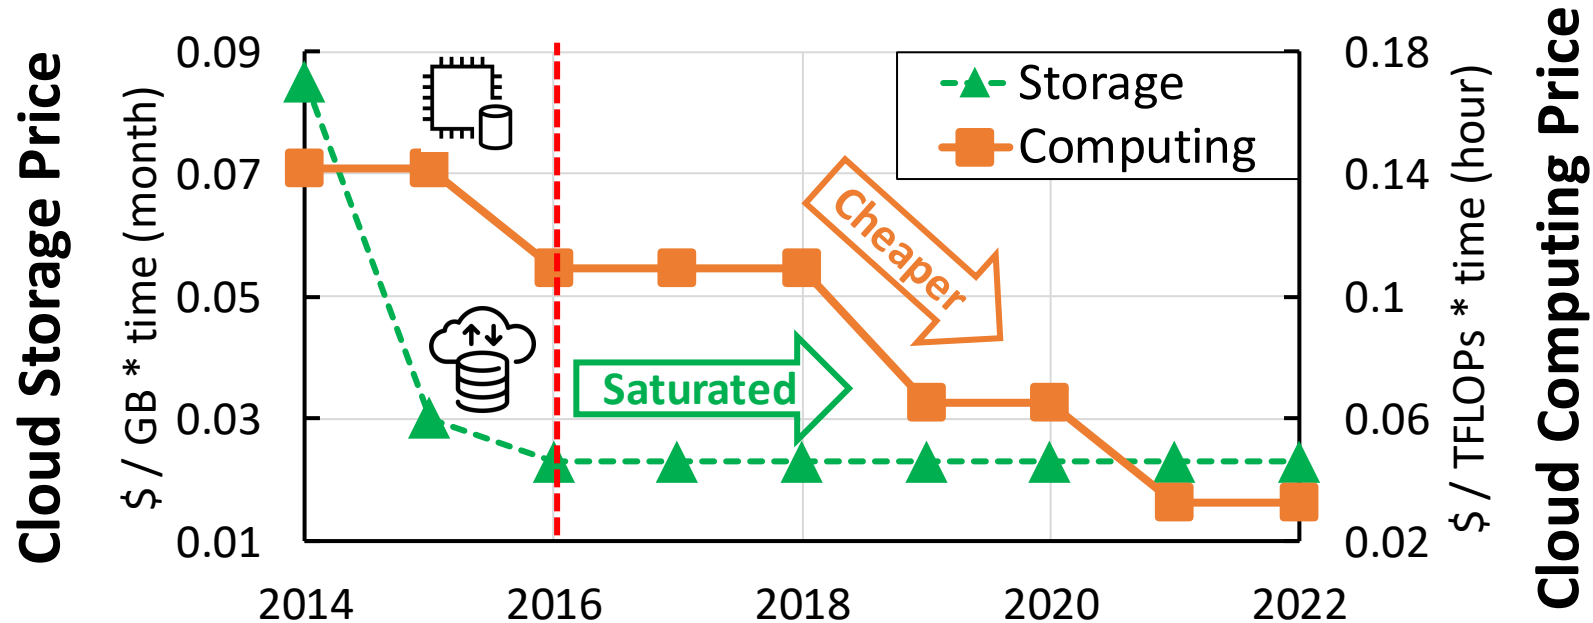 Cloud Storage Price
$ / GB * time (month)
0.09
0.07
0.05
0.03
0.01
2014
2016
2018
2020
2022
Storage
Computing
Cheaper
Saturated
0.18
0.14
0.1
0.06
0.02
$ / TFLOPs * time (hour)
Cloud Computing Price